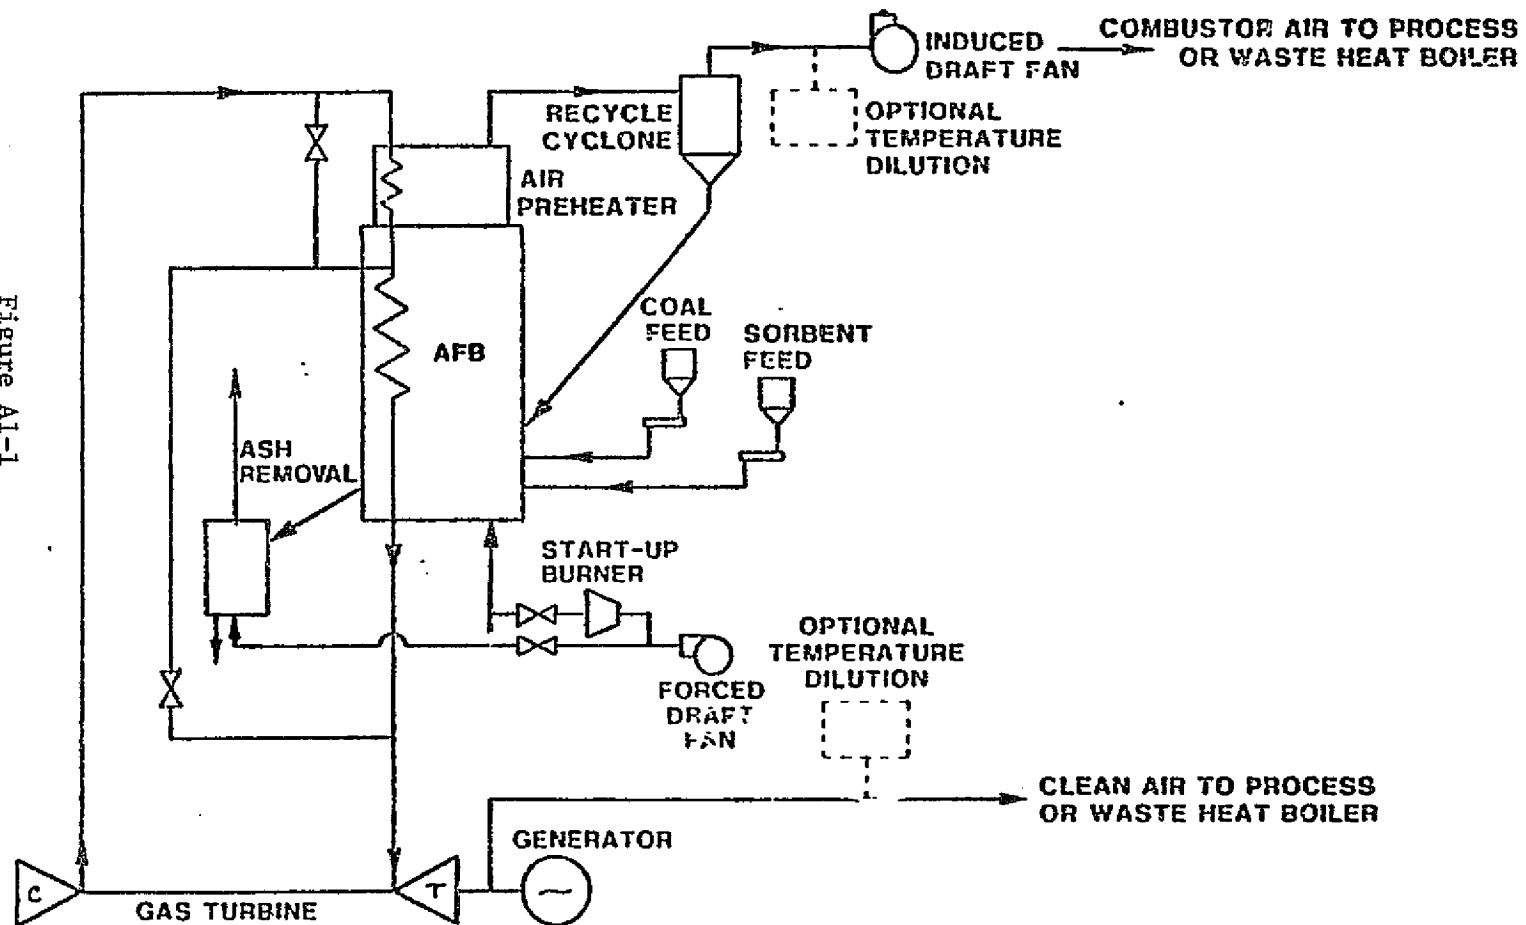 COMBUSTOR AIR TO PROCESS
OR WASTE HEAT BOILER
INDUCED
DRAFT FAN
RECYCLE
CYCLONE
OPTIONAL
TEMPERATURE
DILUTION
AIR
PREHEATER
COAL
FEED
SORBENT
FEED
AFB
ASH
REMOVAL
START-UP
BURNER
FORCED
DRAFT
FAN
OPTIONAL
TEMPERATURE
DILUTION
CLEAN AIR TO PROCESS
OR WASTE HEAT BOILER
GENERATOR
C
T
GAS TURBINE
Figure A1-1